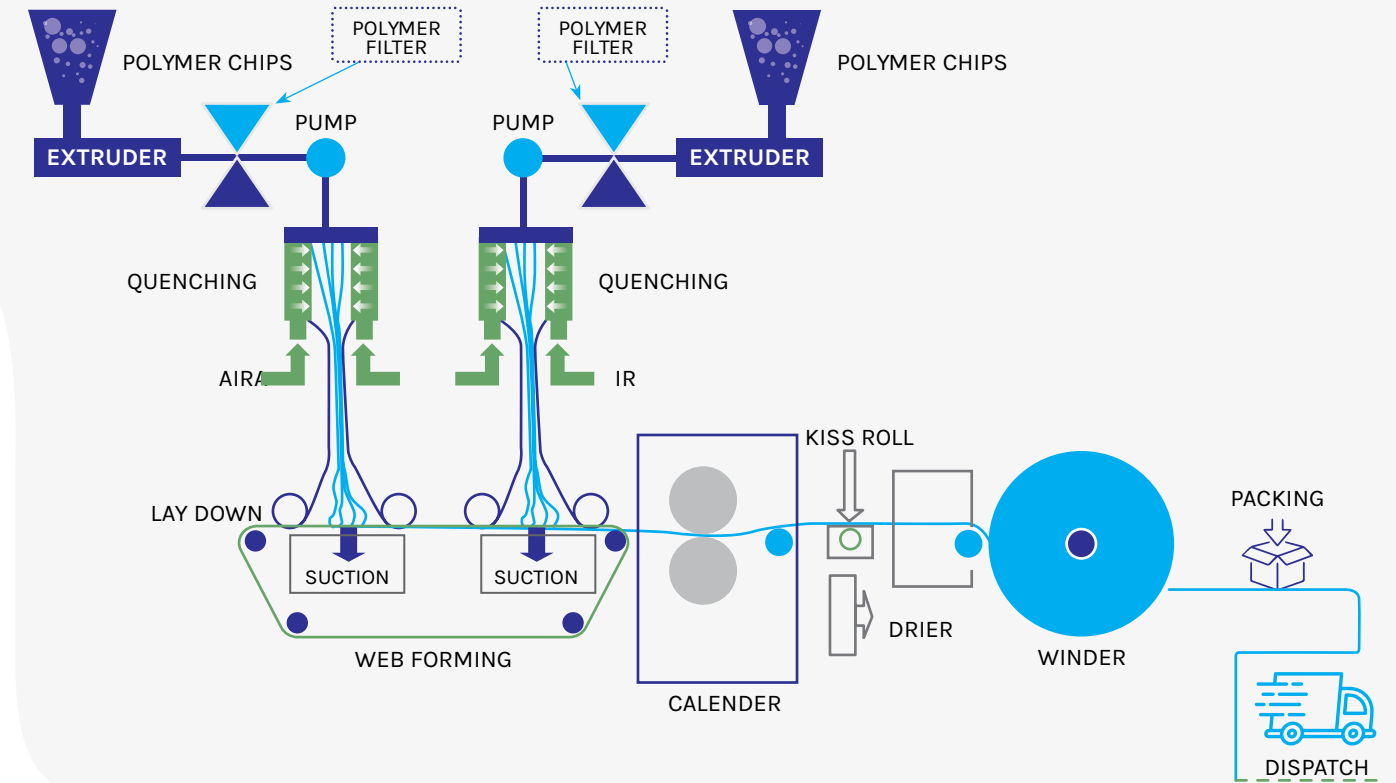 POLYMER
FILTER
POLYMER
FILTER
POLYMER CHIPS
POLYMER CHIPS
PUMP
PUMP
EXTRUDER
EXTRUDER
QUENCHING
QUENCHING
AIRA
IR
KISS ROLL
LAY DOWN
PACKING
SUCTION
SUCTION
DRIER
WEB FORMING
WINDER
CALENDER
DISPATCH